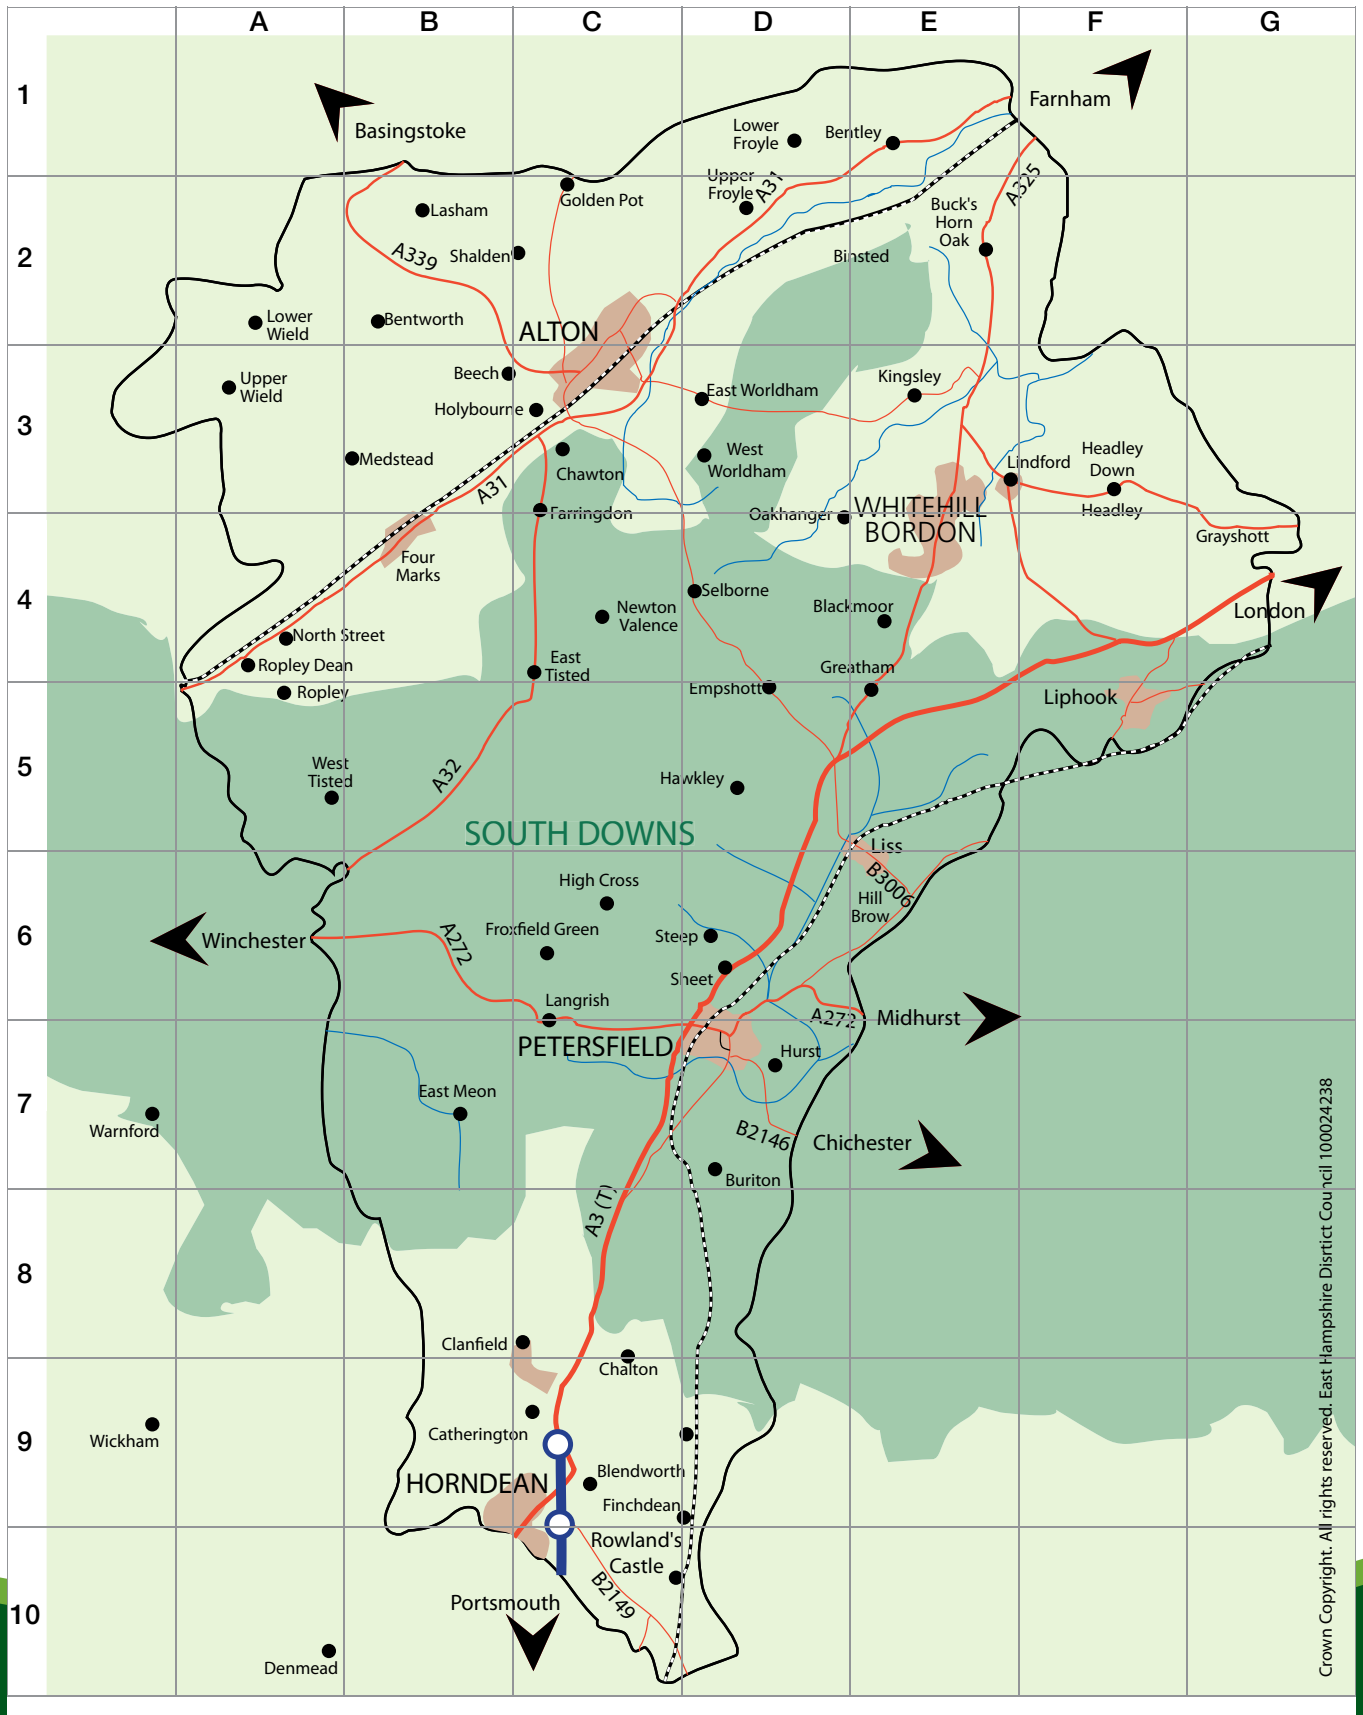 A
B
C
D
E
F
G
1
2
3
4
5
6
7
8
9
10
Basingstoke
Farnham
Lower
Froyle
Bentley
Upper
Froyle
A31
A325
Golden Pot
Lasham
Buck's
Horn
Oak
A339
Shalden
Binsted
Lower
Wield
Bentworth
ALTON
Upper
Wield
Beech
East Worldham
Kingsley
Holybourne
Medstead
Chawton
West
Worldham
Lindford
Headley
Down
A31
Farringdon
Oakhanger
WHITEHILL
BORDON
Headley
Grayshott
Four
Marks
Selborne
Newton
Valence
Blackmoor
London
North Street
Ropley Dean
Ropley
East
Tisted
Empshott
Greatham
Liphook
West
Tisted
A32
Hawkley
SOUTH DOWNS
Liss
B3006
High Cross
Hill
Brow
Winchester
A272
Froxfield Green
Steep
Sheet
Langrish
A272
Midhurst
PETERSFIELD
Hurst
East Meon
Warnford
B2146
Chichester
Buriton
A3 (T)
Clanfield
Chalton
Wickham
Catherington
HORNDEAN
Blendworth
Finchdean
Rowland's
Castle
B2149
Portsmouth
Denmead
Crown Copyright. All rights reserved. East Hampshire Disrtict Council 100024238